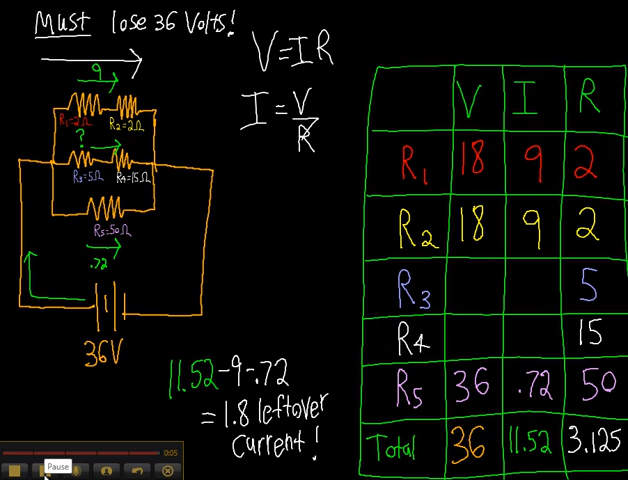 Must lose 36 Volts!
V=IR
I=V/R
9
R1=2Ω R2=2Ω
?
R3=5Ω R4=15Ω
R5=50Ω
.72
36V
11.52-9-.72
=1.8 leftover
current!
V I R
R1 18 9 2
R2 18 9 2
R3 5
R4 15
R5 36 .72 50
Total 36 11.52 3.125
0:05
Pause